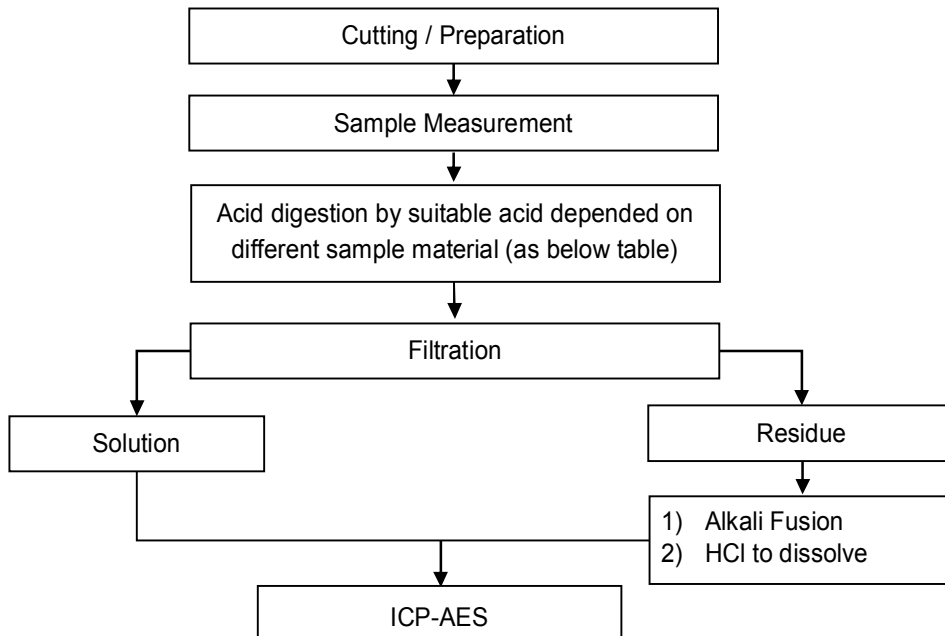 Cutting / Preparation
Sample Measurement
Acid digestion by suitable acid depended on
different sample material (as below table)
Filtration
Solution
Residue
1) Alkali Fusion
2) HCl to dissolve
ICP-AES